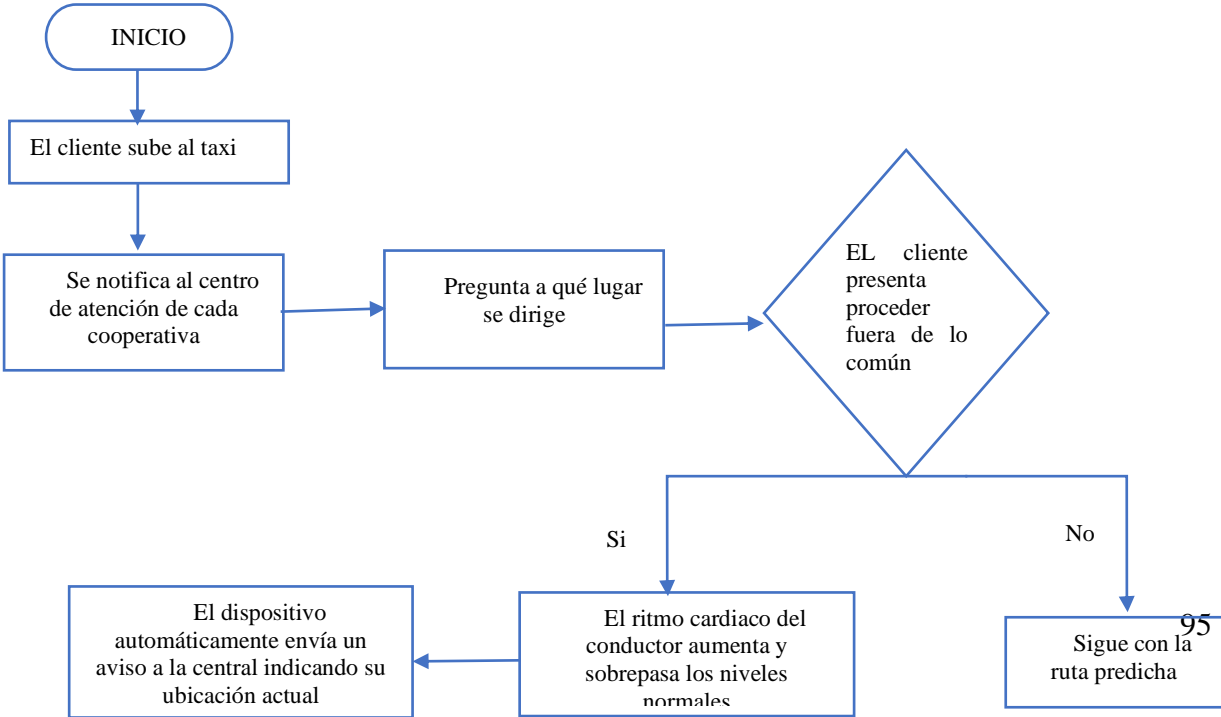 INICIO
El cliente sube al taxi
Se notifica al centro
de atención de cada
cooperativa
Pregunta a qué lugar
se dirige
EL cliente
presenta
proceder
fuera de lo
común
Si
No
El dispositivo
automáticamente envía un
aviso a la central indicando su
ubicación actual
El ritmo cardiaco del
conductor aumenta y
sobrepasa los niveles
normales
Sigue con la
ruta predicha
95